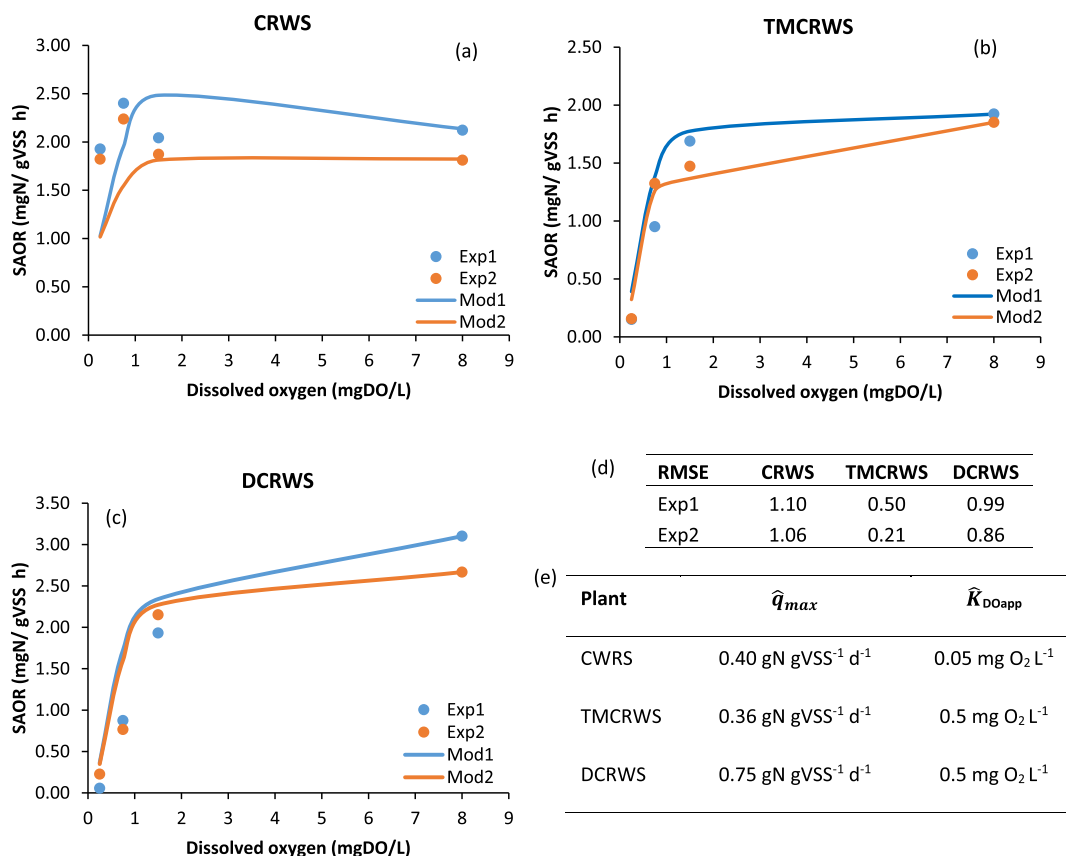 CRWS
(a)
3.00
2.50
2.00
1.50
1.00
0.50
0.00
SAOR (mgN/ gVSS h)
Exp1
Exp2
Mod1
Mod2
0 1 2 3 4 5 6 7 8 9
Dissolved oxygen (mgDO/L)
TMCRWS
(b)
2.50
2.00
1.50
1.00
0.50
0.00
SAOR (mgN/ gVSS h)
Exp1
Exp2
Mod1
Mod2
0 1 2 3 4 5 6 7 8 9
Dissolved oxygen (mgDO/L)
DCRWS
(c)
3.50
3.00
2.50
2.00
1.50
1.00
0.50
0.00
SAOR (mgN/ gVSS h)
Exp1
Exp2
Mod1
Mod2
0 1 2 3 4 5 6 7 8 9
Dissolved oxygen (mgDO/L)
(d)
RMSE CRWS TMCRWS DCRWS
Exp1 1.10 0.50 0.99
Exp2 1.06 0.21 0.86
(e)
Plant q̂max K̂DOapp
CWRS 0.40 gN gVSS⁻¹ d⁻¹ 0.05 mg O₂ L⁻¹
TMCRWS 0.36 gN gVSS⁻¹ d⁻¹ 0.5 mg O₂ L⁻¹
DCRWS 0.75 gN gVSS⁻¹ d⁻¹ 0.5 mg O₂ L⁻¹